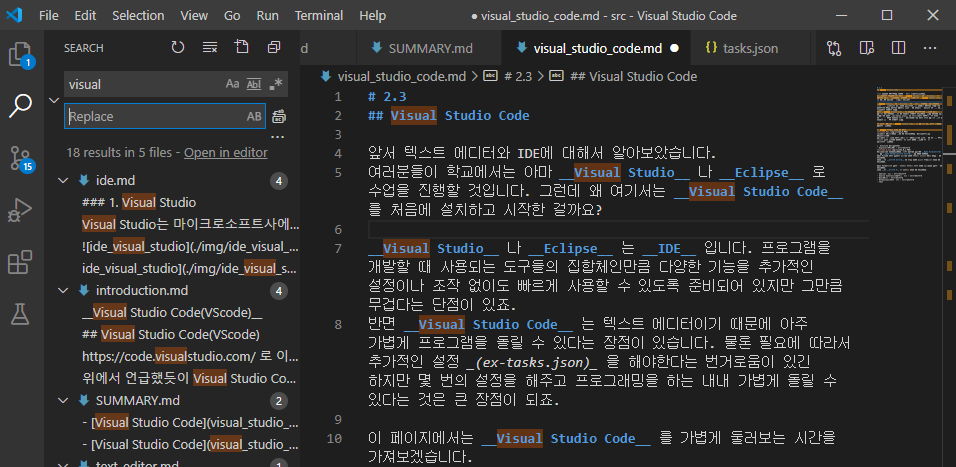 File Edit Selection View Go Run Terminal Help
● visual_studio_code.md - src - Visual Studio Code
SEARCH
visual
Aa Abl .*
Replace
AB
...
18 results in 5 files - Open in editor
ide.md 4
### 1. Visual Studio
Visual Studio는 마이크로소프트사에...
![ide_visual_studio](./img/ide_visual_...
ide_visual_studio](./img/ide_visual_s...
introduction.md 4
__Visual Studio Code(VScode)__
## Visual Studio Code(VScode)
https://code.visualstudio.com/ 로 이...
위에서 언급했듯이 Visual Studio Co...
SUMMARY.md 2
- [Visual Studio Code](visual_studio_...
- [Visual Studio Code](visual_studio_...
text_editor.md 1
1
15
d
SUMMARY.md
visual_studio_code.md ●
{} tasks.json
...
visual_studio_code.md > abc # 2.3 > abc ## Visual Studio Code
1 # 2.3
2 ## Visual Studio Code
3
4 앞서 텍스트 에디터와 IDE에 대해서 알아보았습니다.
5 여러분들이 학교에서는 아마 __Visual Studio__ 나 __Eclipse__ 로
수업을 진행할 것입니다. 그런데 왜 여기서는 __Visual Studio Code__
를 처음에 설치하고 시작한 걸까요?
6
7 __Visual Studio__ 나 __Eclipse__ 는 __IDE__ 입니다. 프로그램을
개발할 때 사용되는 도구들의 집합체인만큼 다양한 기능을 추가적인
설정이나 조작 없이도 빠르게 사용할 수 있도록 준비되어 있지만 그만큼
무겁다는 단점이 있죠.
8 반면 __Visual Studio Code__ 는 텍스트 에디터이기 때문에 아주
가볍게 프로그램을 돌릴 수 있다는 장점이 있습니다. 물론 필요에 따라서
추가적인 설정 _(ex-tasks.json)_ 을 해야한다는 번거로움이 있긴
하지만 몇 번의 설정을 해주고 프로그래밍을 하는 내내 가볍게 돌릴 수
있다는 것은 큰 장점이 되죠.
9
10 이 페이지에서는 __Visual Studio Code__ 를 가볍게 둘러보는 시간을
가져보겠습니다.